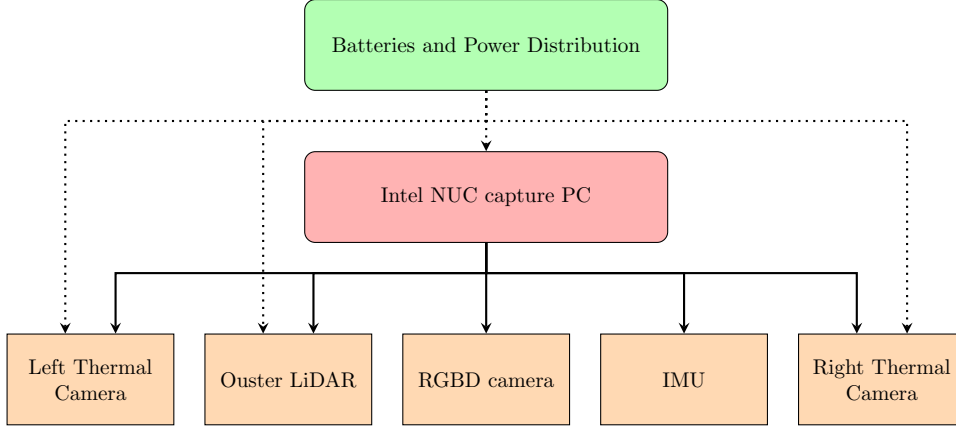 Batteries and Power Distribution
Intel NUC capture PC
Left Thermal
Camera
Ouster LiDAR
RGBD camera
IMU
Right Thermal
Camera